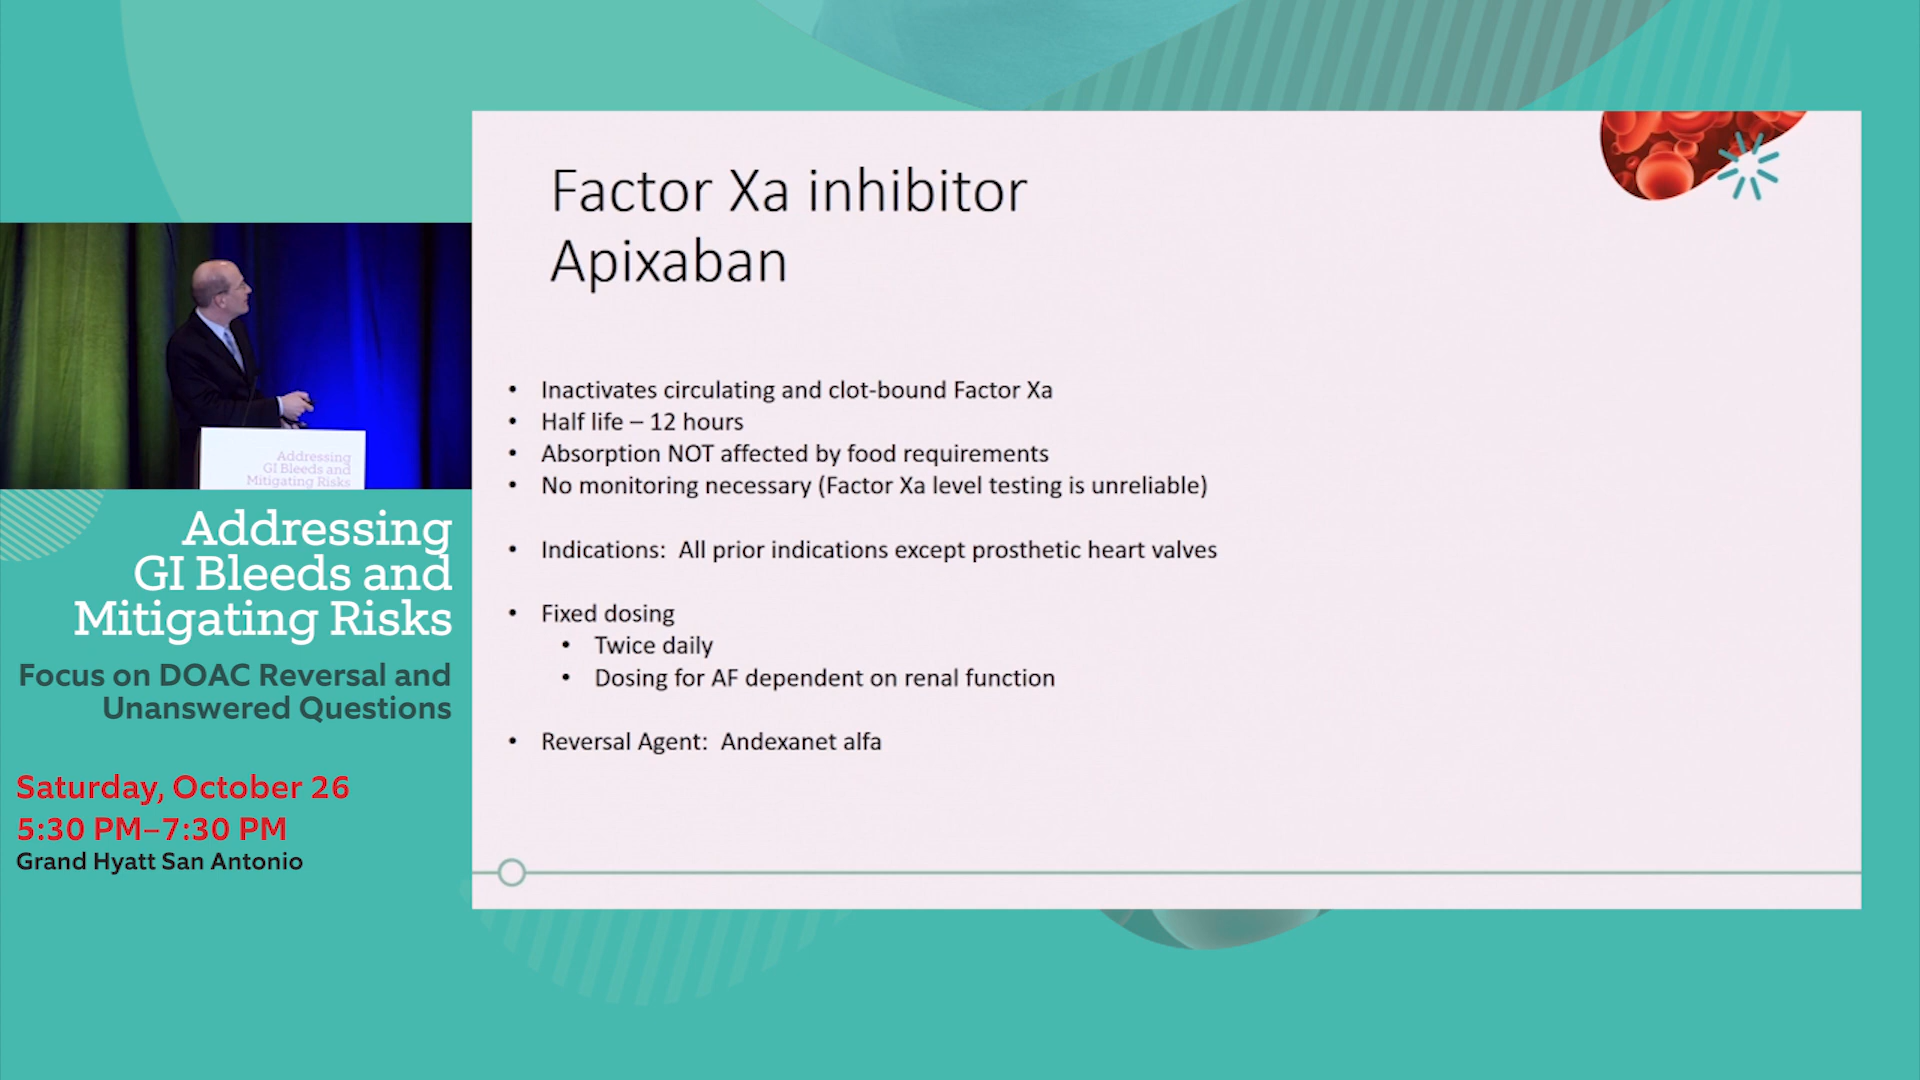 Factor Xa inhibitor
Apixaban
• Inactivates circulating and clot-bound Factor Xa
• Half life – 12 hours
• Absorption NOT affected by food requirements
• No monitoring necessary (Factor Xa level testing is unreliable)
• Indications: All prior indications except prosthetic heart valves
• Fixed dosing
• Twice daily
• Dosing for AF dependent on renal function
• Reversal Agent: Andexanet alfa
Addressing
GI Bleeds and
Mitigating Risks
Addressing
GI Bleeds and
Mitigating Risks
Focus on DOAC Reversal and
Unanswered Questions
Saturday, October 26
5:30 PM–7:30 PM
Grand Hyatt San Antonio